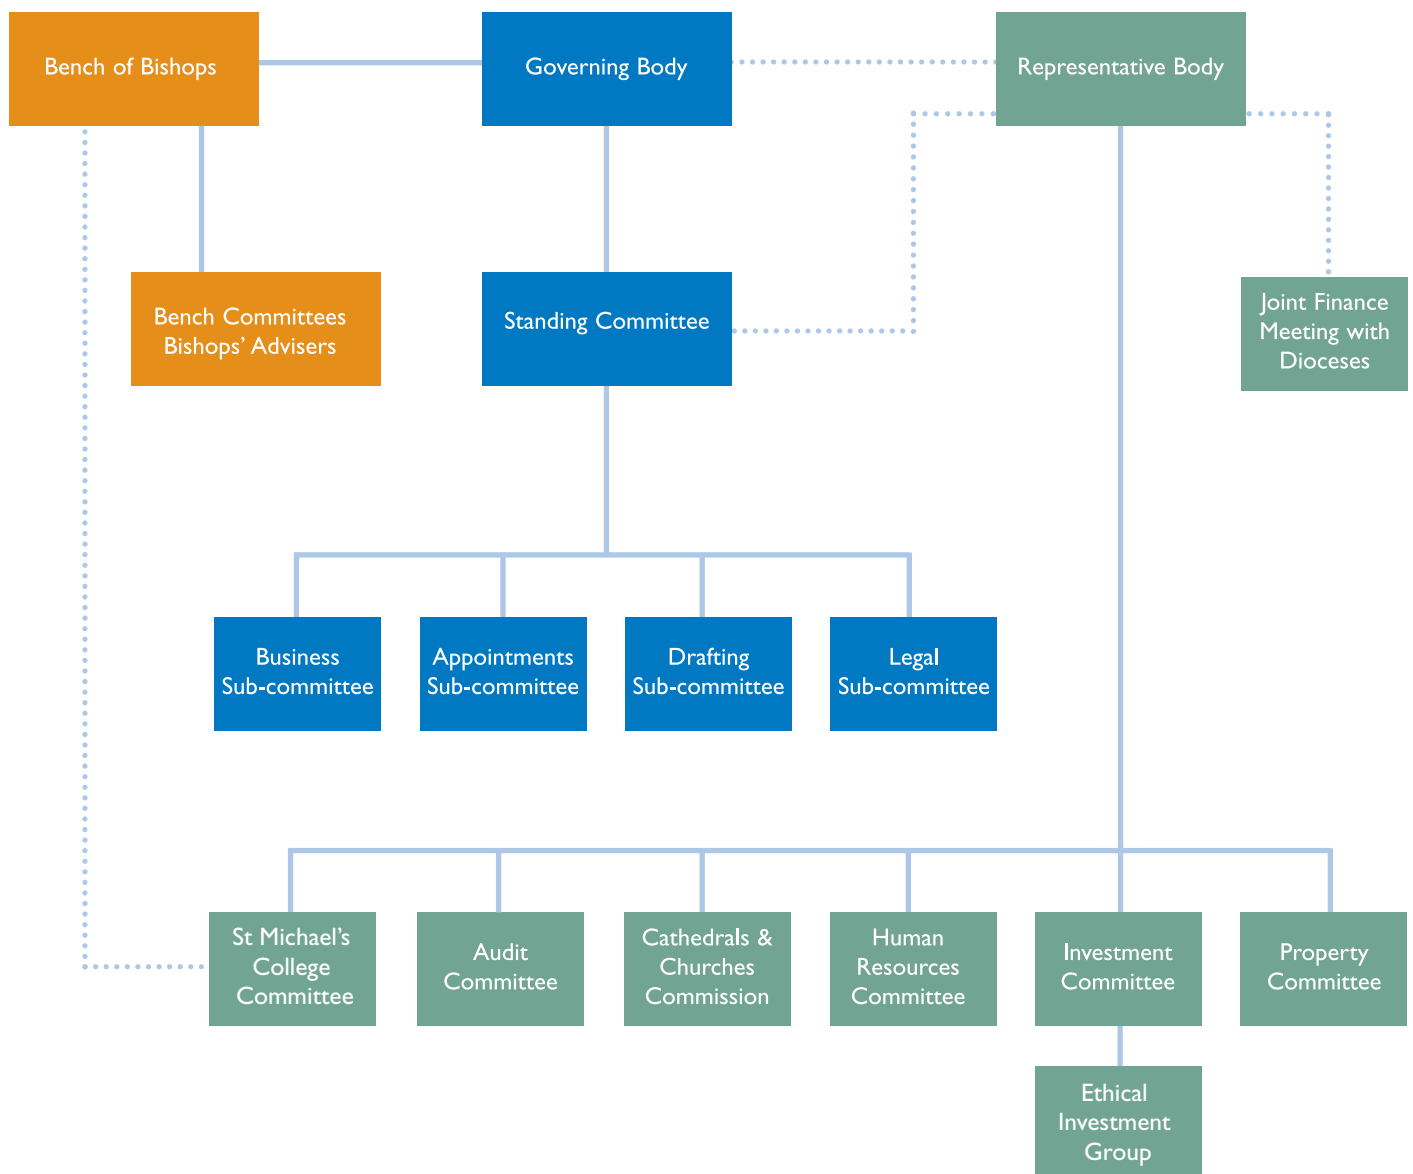 Bench of Bishops
Governing Body
Representative Body
Bench Committees
Bishops' Advisers
Standing Committee
Joint Finance
Meeting with
Dioceses
Business
Sub-committee
Appointments
Sub-committee
Drafting
Sub-committee
Legal
Sub-committee
St Michael's
College
Committee
Audit
Committee
Cathedrals &
Churches
Commission
Human
Resources
Committee
Investment
Committee
Property
Committee
Ethical
Investment
Group